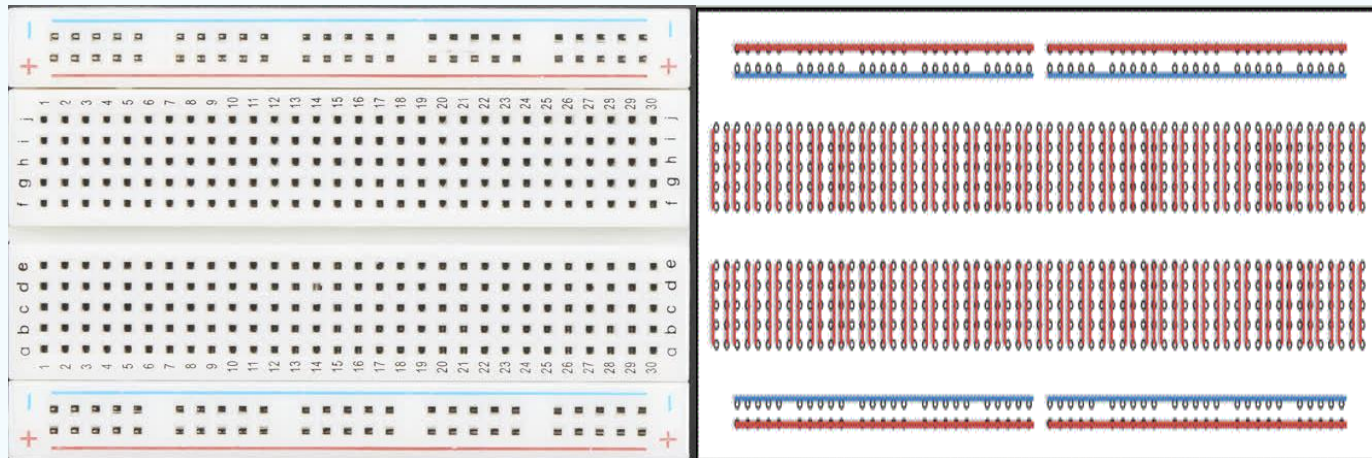 − −
+ +
1 2 3 4 5 6 7 8 9 10 11 12 13 14 15 16 17 18 19 20 21 22 23 24 25 26 27 28 29 30
j j
i i
h h
g g
f f
e e
d d
c c
b b
a a
1 2 3 4 5 6 7 8 9 10 11 12 13 14 15 16 17 18 19 20 21 22 23 24 25 26 27 28 29 30
− −
+ +